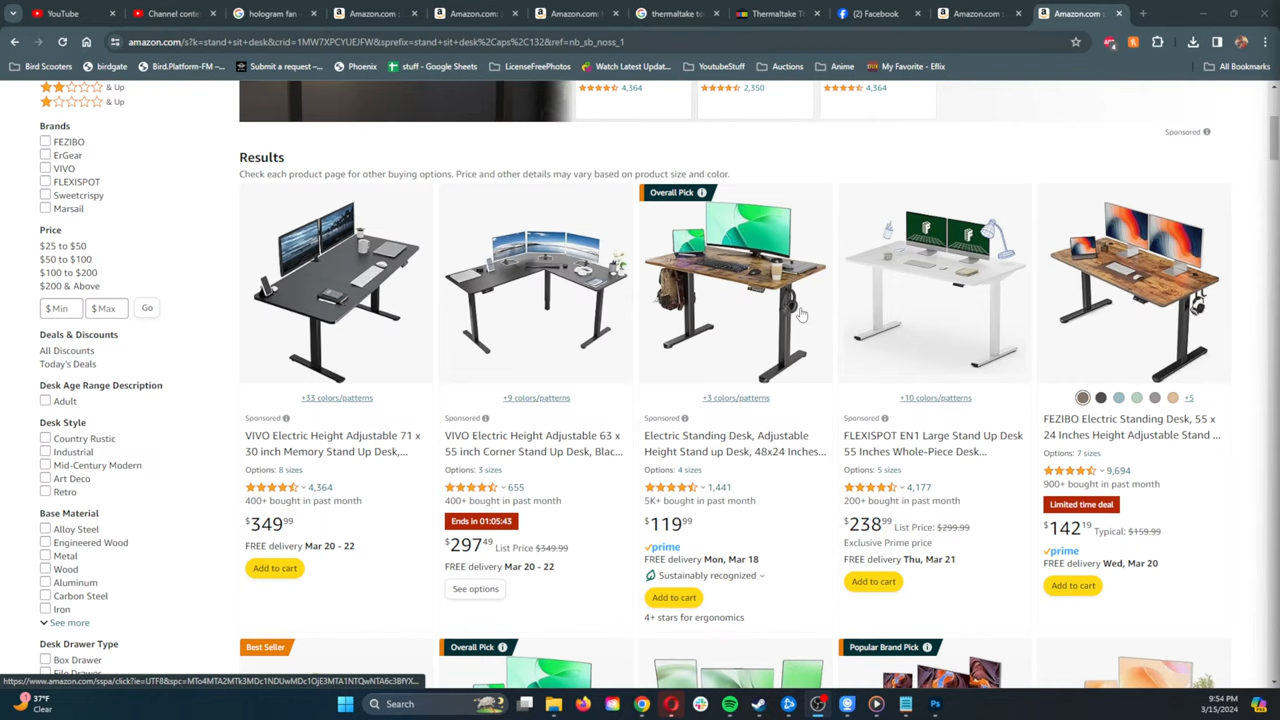 YouTube
Channel content
hologram fan
Amazon.com
Amazon.com
Amazon.com
thermaltake to
Thermaltake T
(2) Facebook
Amazon.com : s
Amazon.com : s
amazon.com/s?k=stand+sit+desk&crid=1MW7XPCYUEJFW&sprefix=stand+sit+desk%2Caps%2C132&ref=nb_sb_noss_1
Bird Scooters
birdgate
Bird.Platform-FM –...
Submit a request –...
Phoenix
stuff - Google Sheets
LicenseFreePhotos
Watch Latest Updat...
YoutubeStuff
Auctions
Anime
My Favorite - Eflix
All Bookmarks
& Up
& Up
4,364
2,350
4,364
Sponsored
Brands
FEZIBO
ErGear
VIVO
FLEXISPOT
Sweetcrispy
Marsail
Price
$25 to $50
$50 to $100
$100 to $200
$200 & Above
$ Min
$ Max
Go
Deals & Discounts
All Discounts
Today's Deals
Desk Age Range Description
Adult
Desk Style
Country Rustic
Industrial
Mid-Century Modern
Art Deco
Retro
Base Material
Alloy Steel
Engineered Wood
Metal
Wood
Aluminum
Carbon Steel
Iron
See more
Desk Drawer Type
Box Drawer
File Drawer
Results
Check each product page for other buying options. Price and other details may vary based on product size and color.
+33 colors/patterns
Sponsored
VIVO Electric Height Adjustable 71 x
30 inch Memory Stand Up Desk,...
Options: 8 sizes
4,364
400+ bought in past month
$349.99
FREE delivery Mar 20 - 22
Add to cart
+9 colors/patterns
Sponsored
VIVO Electric Height Adjustable 63 x
55 inch Corner Stand Up Desk, Blac...
Options: 3 sizes
655
400+ bought in past month
Ends in 01:05:43
$297.49 List Price: $349.99
FREE delivery Mar 20 - 22
See options
Overall Pick
+3 colors/patterns
Sponsored
Electric Standing Desk, Adjustable
Height Stand up Desk, 48x24 Inches...
Options: 4 sizes
1,441
5K+ bought in past month
$119.99
prime
FREE delivery Mon, Mar 18
Sustainably recognized
Add to cart
4+ stars for ergonomics
+10 colors/patterns
Sponsored
FLEXISPOT EN1 Large Stand Up Desk
55 Inches Whole-Piece Desk...
Options: 5 sizes
4,177
200+ bought in past month
$238.99 List Price: $299.99
Exclusive Prime price
FREE delivery Thu, Mar 21
Add to cart
+5
FEZIBO Electric Standing Desk, 55 x
24 Inches Height Adjustable Stand ...
Options: 7 sizes
9,694
900+ bought in past month
Limited time deal
$142.19 Typical: $159.99
prime
FREE delivery Wed, Mar 20
Add to cart
Best Seller
Overall Pick
Popular Brand Pick
37°F
Clear
Search
9:54 PM
3/15/2024